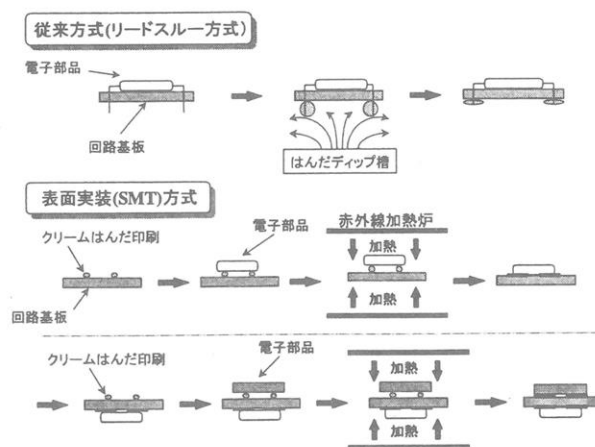 従来方式(リードスルー方式)
電子部品
回路基板
はんだディップ槽
表面実装(SMT)方式
赤外線加熱炉
電子部品
クリームはんだ印刷
加熱
加熱
回路基板
電子部品
クリームはんだ印刷
加熱
加熱